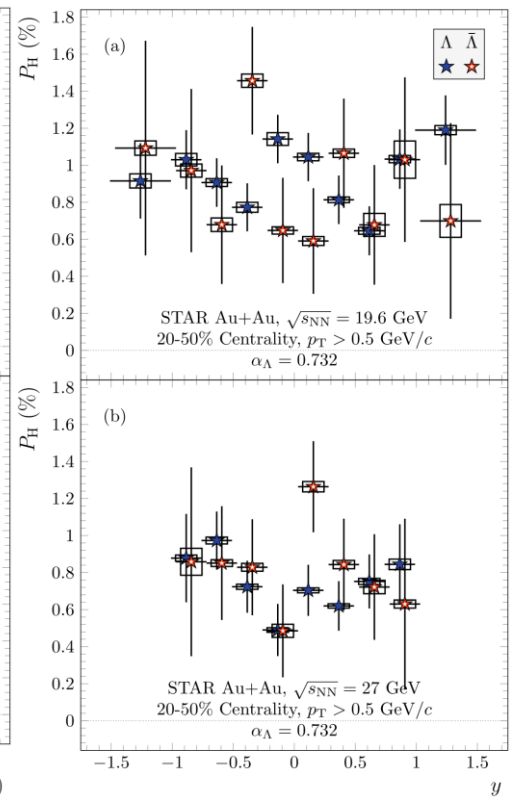 P_H (%)
1.8
1.6
1.4
1.2
1
0.8
0.6
0.4
0.2
0
(a)
Λ Λ̄
STAR Au+Au, √s_NN = 19.6 GeV
20-50% Centrality, p_T > 0.5 GeV/c
α_Λ = 0.732
P_H (%)
1.8
1.6
1.4
1.2
1
0.8
0.6
0.4
0.2
0
(b)
STAR Au+Au, √s_NN = 27 GeV
20-50% Centrality, p_T > 0.5 GeV/c
α_Λ = 0.732
−1.5 −1 −0.5 0 0.5 1 1.5
)
y